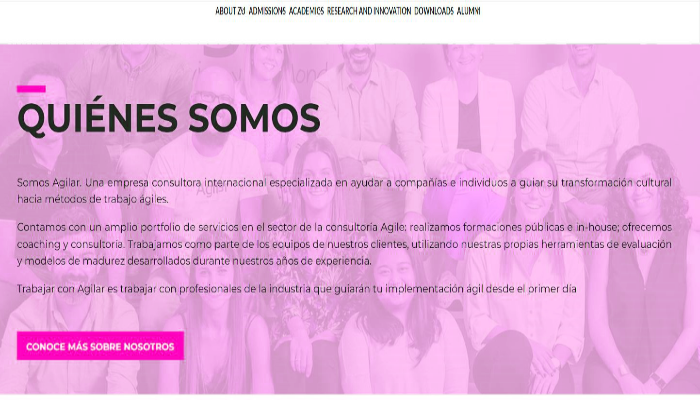 ABOUT ZU ADMISSIONS ACADEMICS RESEARCH AND INNOVATION DOWNLOADS ALUMNI
QUIÉNES SOMOS
Somos Agilar. Una empresa consultora internacional especializada en ayudar a compañías e individuos a guiar su transformación cultural
hacia métodos de trabajo ágiles.
Contamos con un amplio portfolio de servicios en el sector de la consultoría Agile: realizamos formaciones públicas e in-house; ofrecemos
coaching y consultoría. Trabajamos como parte de los equipos de nuestros clientes, utilizando nuestras propias herramientas de evaluación
y modelos de madurez desarrollados durante nuestros años de experiencia.
Trabajar con Agilar es trabajar con profesionales de la industria que guiarán tu implementación ágil desde el primer día
CONOCE MÁS SOBRE NOSOTROS